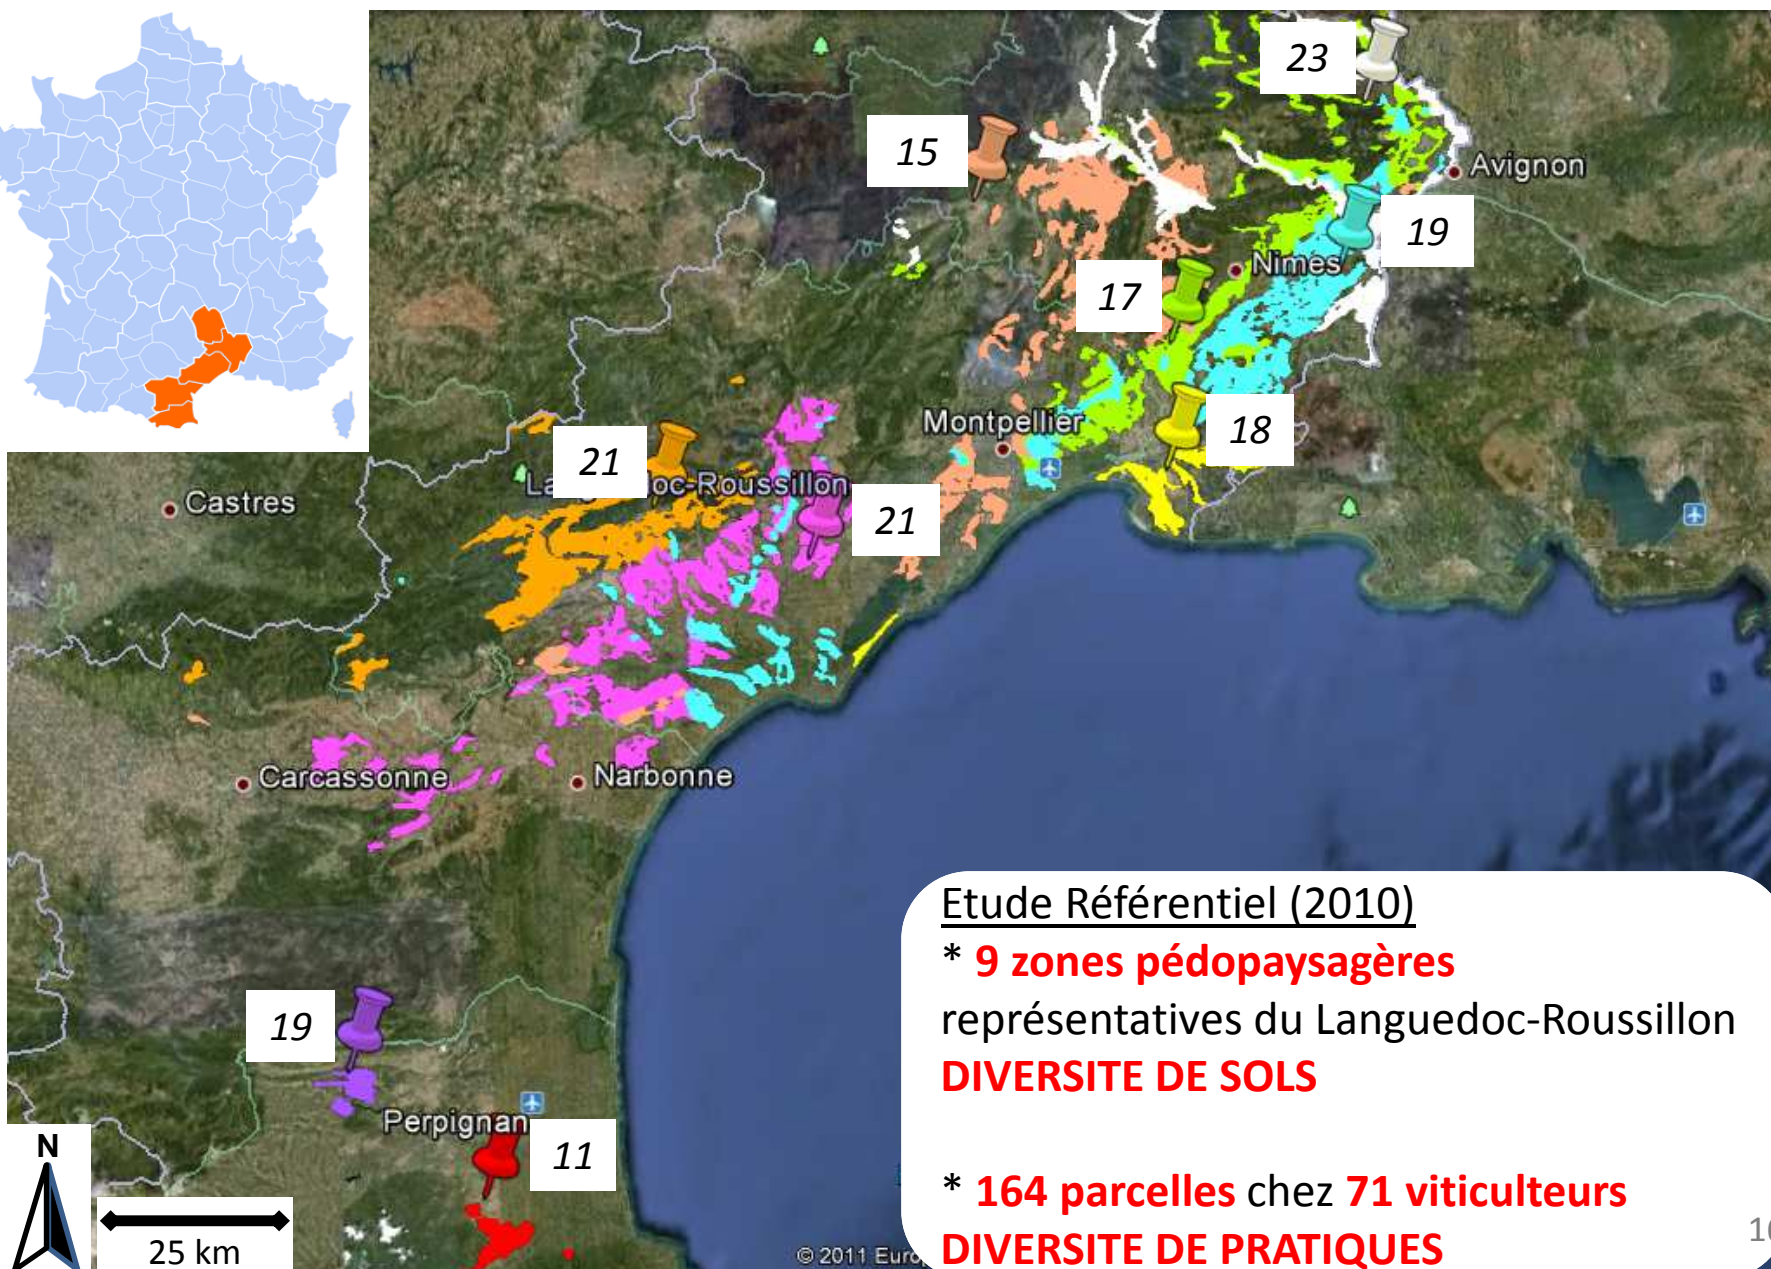 23
15
Avignon
19
Nimes
17
Montpellier
18
21
Languedoc-Roussillon
Castres
21
Carcassonne
Narbonne
19
Perpignan
11
N
25 km
© 2011
Etude Référentiel (2010)
* 9 zones pédopaysagères
représentatives du Languedoc-Roussillon
DIVERSITE DE SOLS
* 164 parcelles chez 71 viticulteurs
DIVERSITE DE PRATIQUES